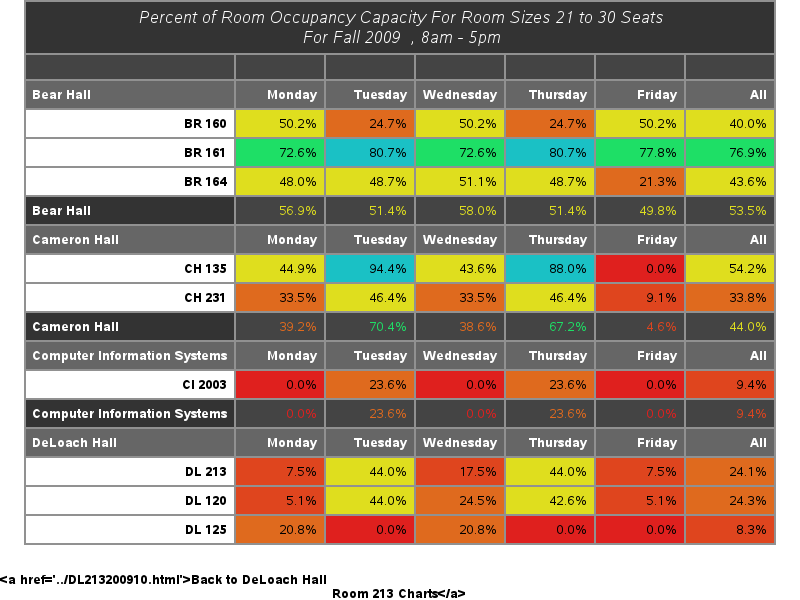 Percent of Room Occupancy Capacity For Room Sizes 21 to 30 Seats
For Fall 2009  , 8am - 5pm
Bear Hall Monday Tuesday Wednesday Thursday Friday All
BR 160 50.2% 24.7% 50.2% 24.7% 50.2% 40.0%
BR 161 72.6% 80.7% 72.6% 80.7% 77.8% 76.9%
BR 164 48.0% 48.7% 51.1% 48.7% 21.3% 43.6%
Bear Hall 56.9% 51.4% 58.0% 51.4% 49.8% 53.5%
Cameron Hall Monday Tuesday Wednesday Thursday Friday All
CH 135 44.9% 94.4% 43.6% 88.0% 0.0% 54.2%
CH 231 33.5% 46.4% 33.5% 46.4% 9.1% 33.8%
Cameron Hall 39.2% 70.4% 38.6% 67.2% 4.6% 44.0%
Computer Information Systems Monday Tuesday Wednesday Thursday Friday All
CI 2003 0.0% 23.6% 0.0% 23.6% 0.0% 9.4%
Computer Information Systems 0.0% 23.6% 0.0% 23.6% 0.0% 9.4%
DeLoach Hall Monday Tuesday Wednesday Thursday Friday All
DL 213 7.5% 44.0% 17.5% 44.0% 7.5% 24.1%
DL 120 5.1% 44.0% 24.5% 42.6% 5.1% 24.3%
DL 125 20.8% 0.0% 20.8% 0.0% 0.0% 8.3%
<a href='../DL213200910.html'>Back to DeLoach Hall
Room 213 Charts</a>